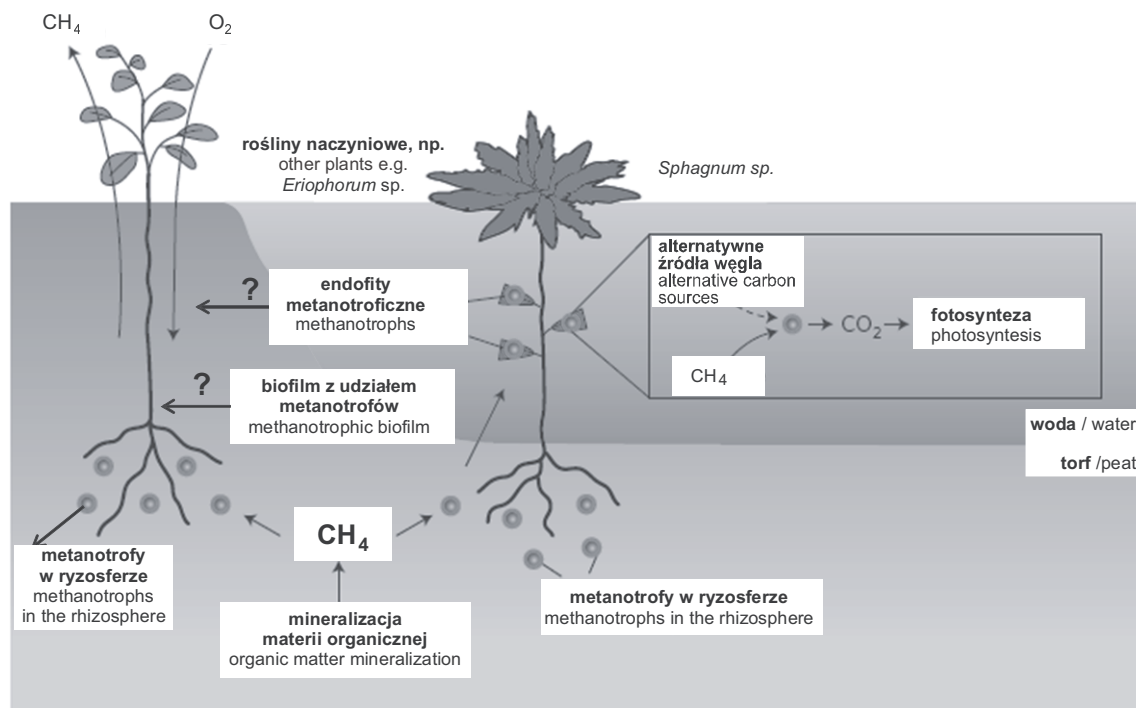 CH4
O2
rośliny naczyniowe, np.
other plants e.g.
Eriophorum sp.
Sphagnum sp.
alternatywne
źródła węgla
alternative carbon
sources
CO2
fotosynteza
photosyntesis
CH4
?
endofity
metanotroficzne
methanotrophs
?
biofilm z udziałem
metanotrofów
methanotrophic biofilm
woda / water
torf /peat
CH4
metanotrofy
w ryzosferze
methanotrophs
in the rhizosphere
mineralizacja
materii organicznej
organic matter mineralization
metanotrofy w ryzosferze
methanotrophs in the rhizosphere